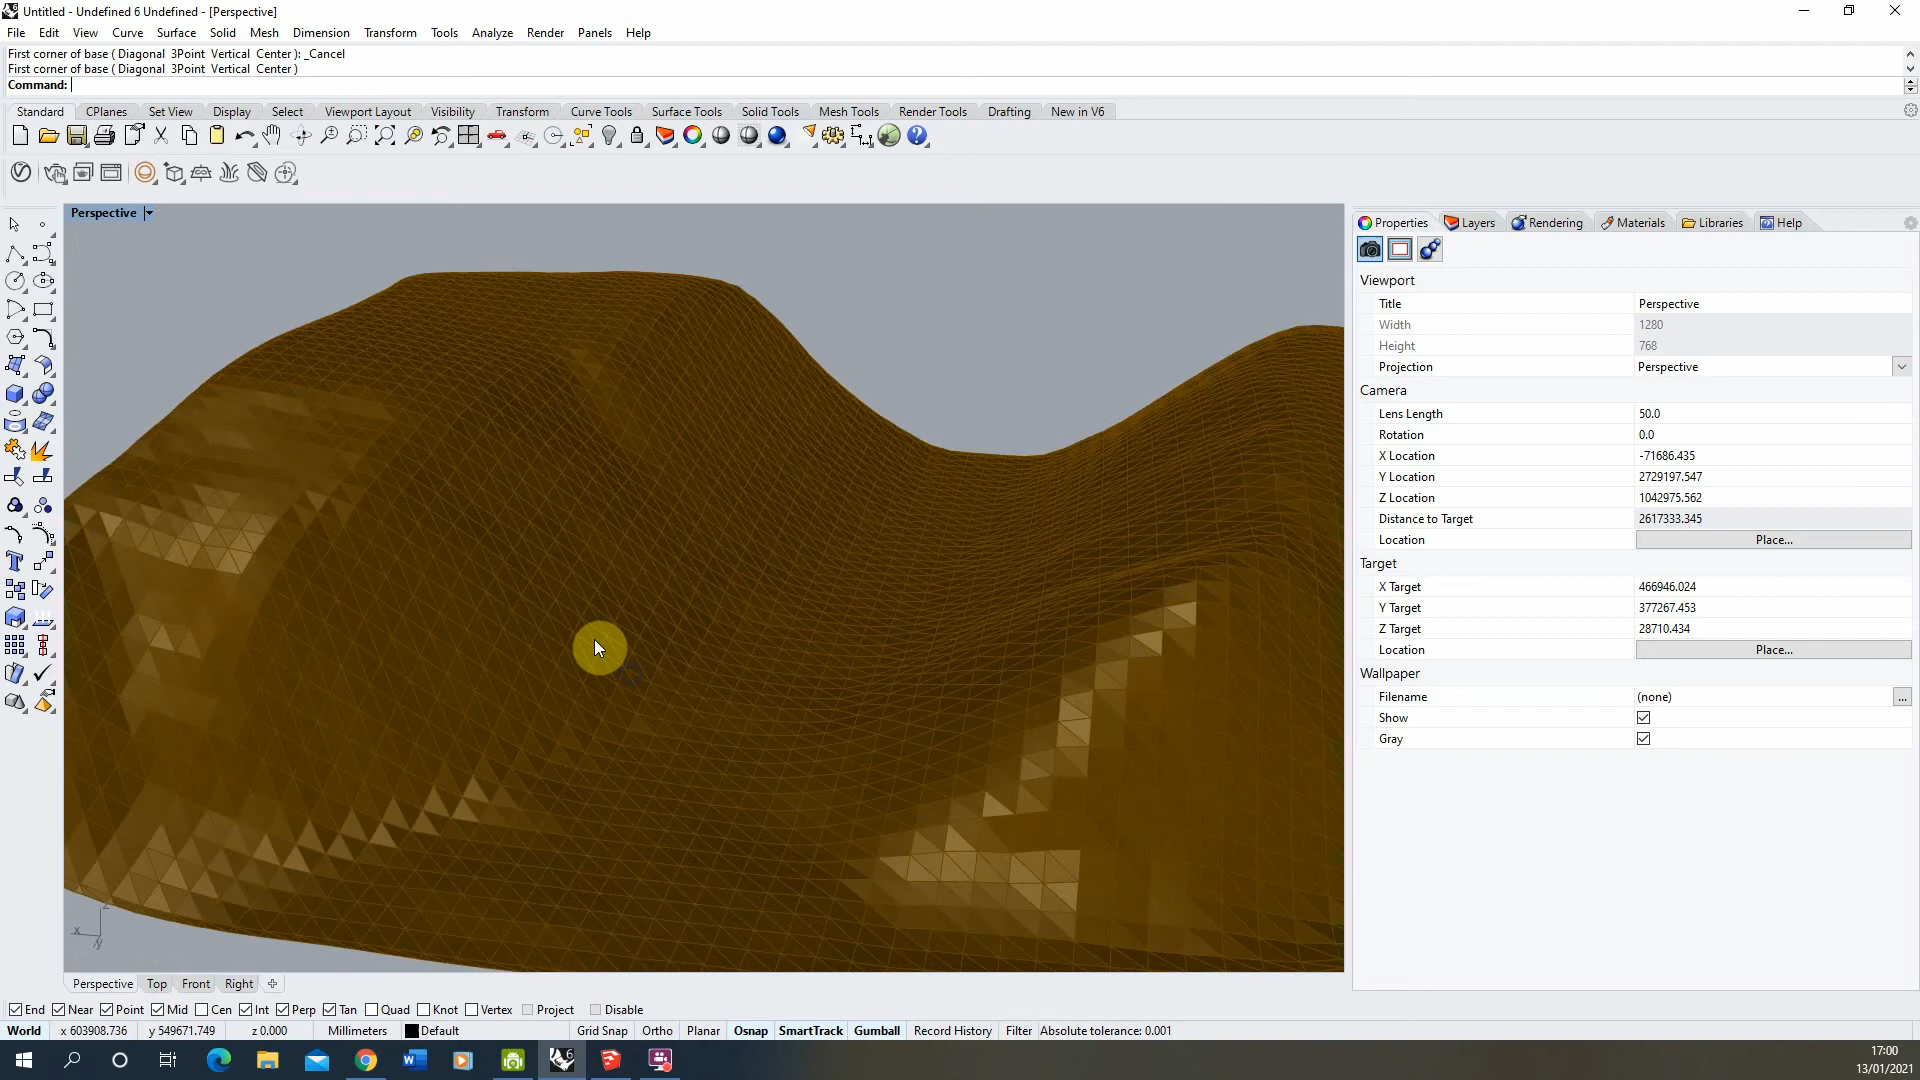 Untitled - Undefined 6 Undefined - [Perspective]
File Edit View Curve Surface Solid Mesh Dimension Transform Tools Analyze Render Panels Help
First corner of base ( Diagonal 3Point Vertical Center ): _Cancel
First corner of base ( Diagonal 3Point Vertical Center )
Command:
Standard CPlanes Set View Display Select Viewport Layout Visibility Transform Curve Tools Surface Tools Solid Tools Mesh Tools Render Tools Drafting New in V6
Perspective
Properties Layers Rendering Materials Libraries Help
Viewport
Title Perspective
Width 1280
Height 768
Projection Perspective
Camera
Lens Length 50.0
Rotation 0.0
X Location -71686.435
Y Location 2729197.547
Z Location 1042975.562
Distance to Target 2617333.345
Location Place...
Target
X Target 466946.024
Y Target 377267.453
Z Target 28710.434
Location Place...
Wallpaper
Filename (none) ...
Show
Gray
x y z
Perspective Top Front Right
End Near Point Mid Cen Int Perp Tan Quad Knot Vertex Project Disable
World x 603908.736 y 549671.749 z 0.000 Millimeters Default Grid Snap Ortho Planar Osnap SmartTrack Gumball Record History Filter Absolute tolerance: 0.001
17:00
13/01/2021